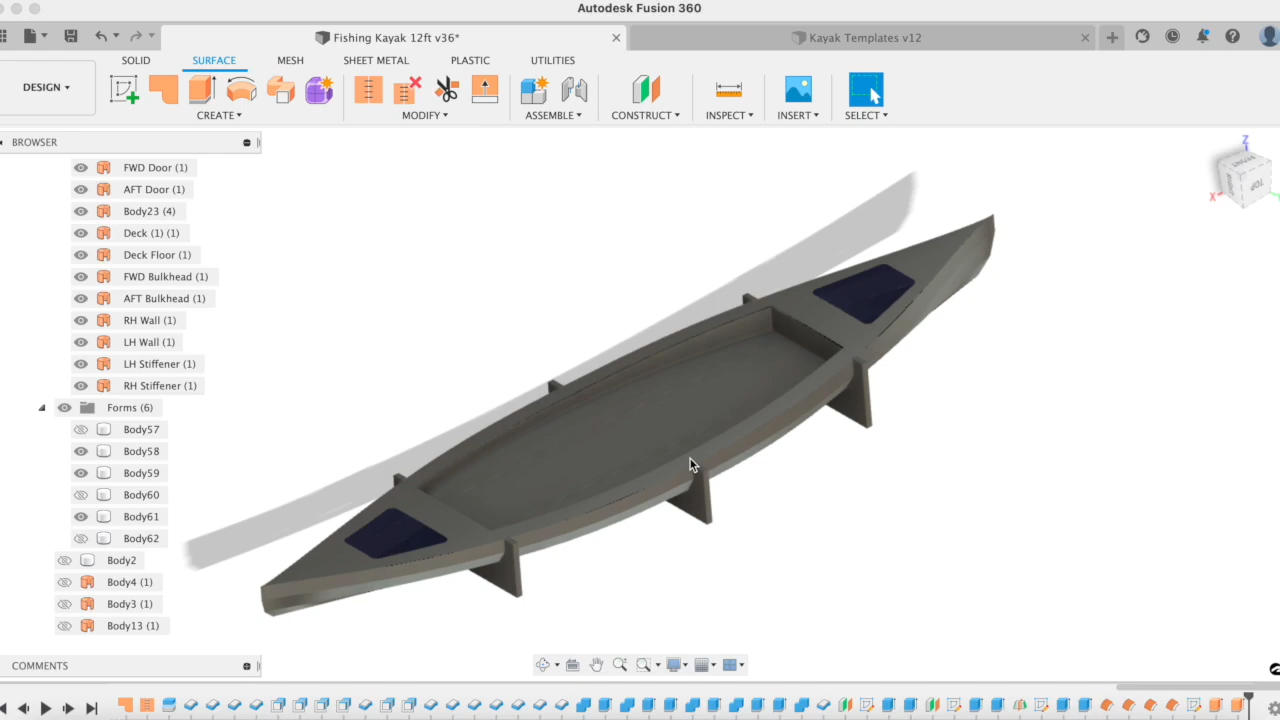 Autodesk Fusion 360
Fishing Kayak 12ft v36*
Kayak Templates v12
DESIGN
SOLID SURFACE MESH SHEET METAL PLASTIC UTILITIES
CREATE MODIFY ASSEMBLE CONSTRUCT INSPECT INSERT SELECT
BROWSER
FWD Door (1)
AFT Door (1)
Body23 (4)
Deck (1) (1)
Deck Floor (1)
FWD Bulkhead (1)
AFT Bulkhead (1)
RH Wall (1)
LH Wall (1)
LH Stiffener (1)
RH Stiffener (1)
Forms (6)
Body57
Body58
Body59
Body60
Body61
Body62
Body2
Body4 (1)
Body3 (1)
Body13 (1)
Z
X
TOP
COMMENTS